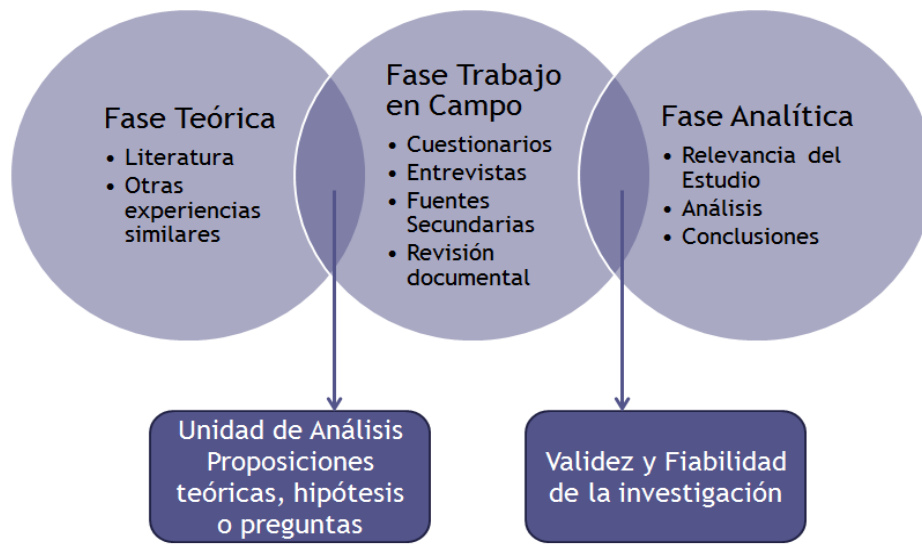 Fase Teórica
• Literatura
• Otras
experiencias
similares
Fase Trabajo
en Campo
• Cuestionarios
• Entrevistas
• Fuentes
Secundarias
• Revisión
documental
Fase Analítica
• Relevancia del
Estudio
• Análisis
• Conclusiones
Unidad de Análisis
Proposiciones
teóricas, hipótesis
o preguntas
Validez y Fiabilidad
de la investigación